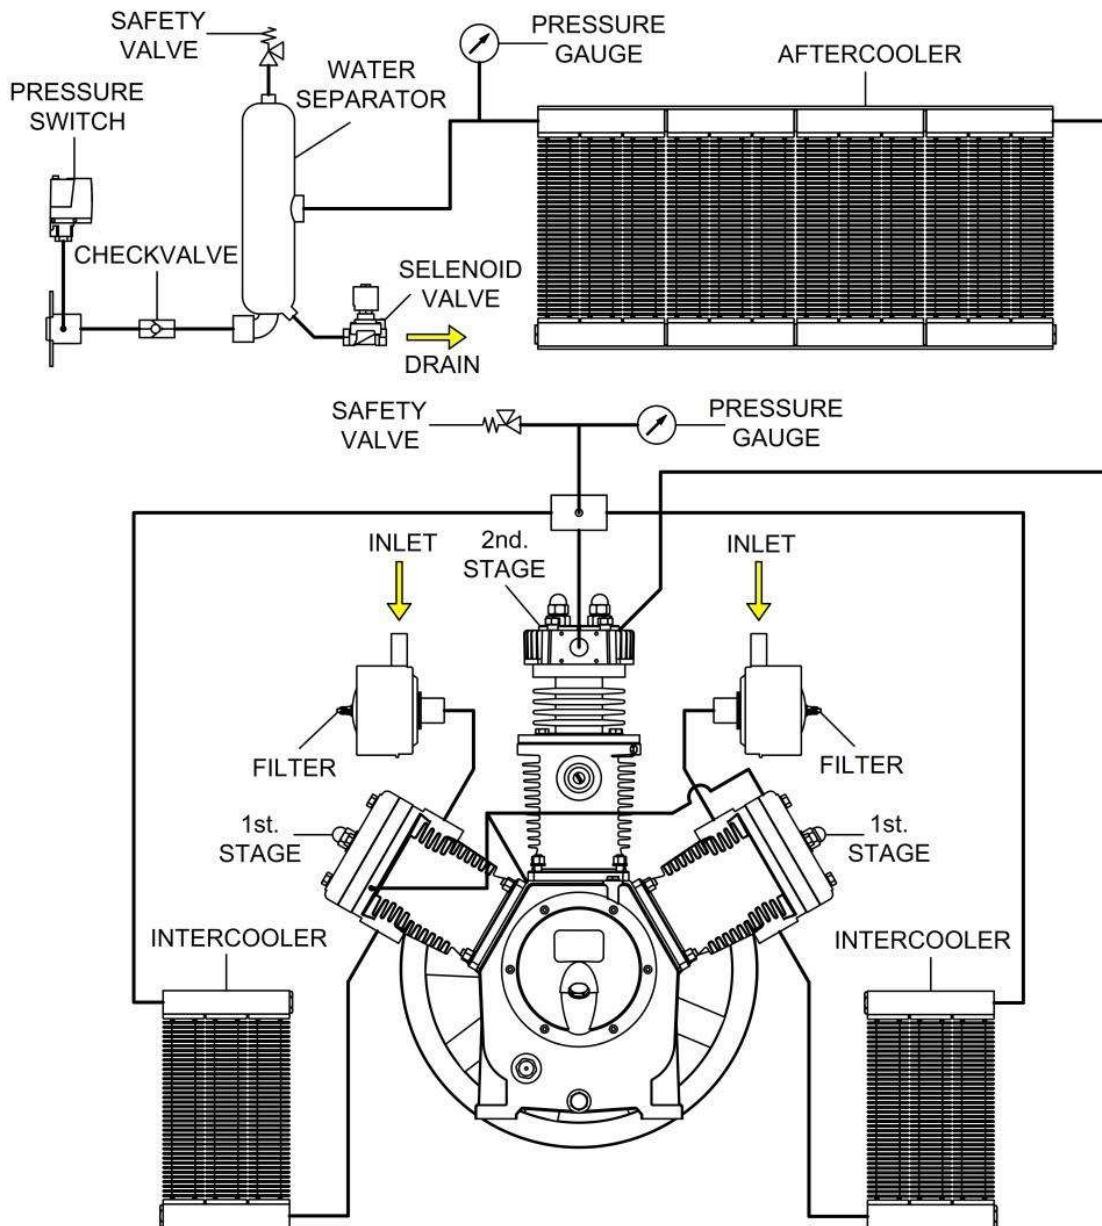 SAFETY
VALVE
PRESSURE
GAUGE
AFTERCOOLER
WATER
SEPARATOR
PRESSURE
SWITCH
CHECKVALVE
SELENOID
VALVE
DRAIN
SAFETY
VALVE
PRESSURE
GAUGE
INLET
2nd.
STAGE
INLET
FILTER
FILTER
1st.
STAGE
1st.
STAGE
INTERCOOLER
INTERCOOLER